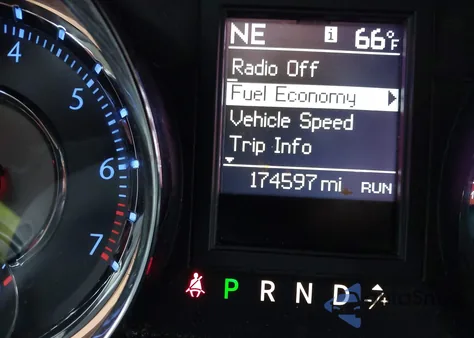 NE i 66°F
Radio Off
Fuel Economy
Vehicle Speed
Trip Info
174597 mi RUN
4
5
6
7
P R N D